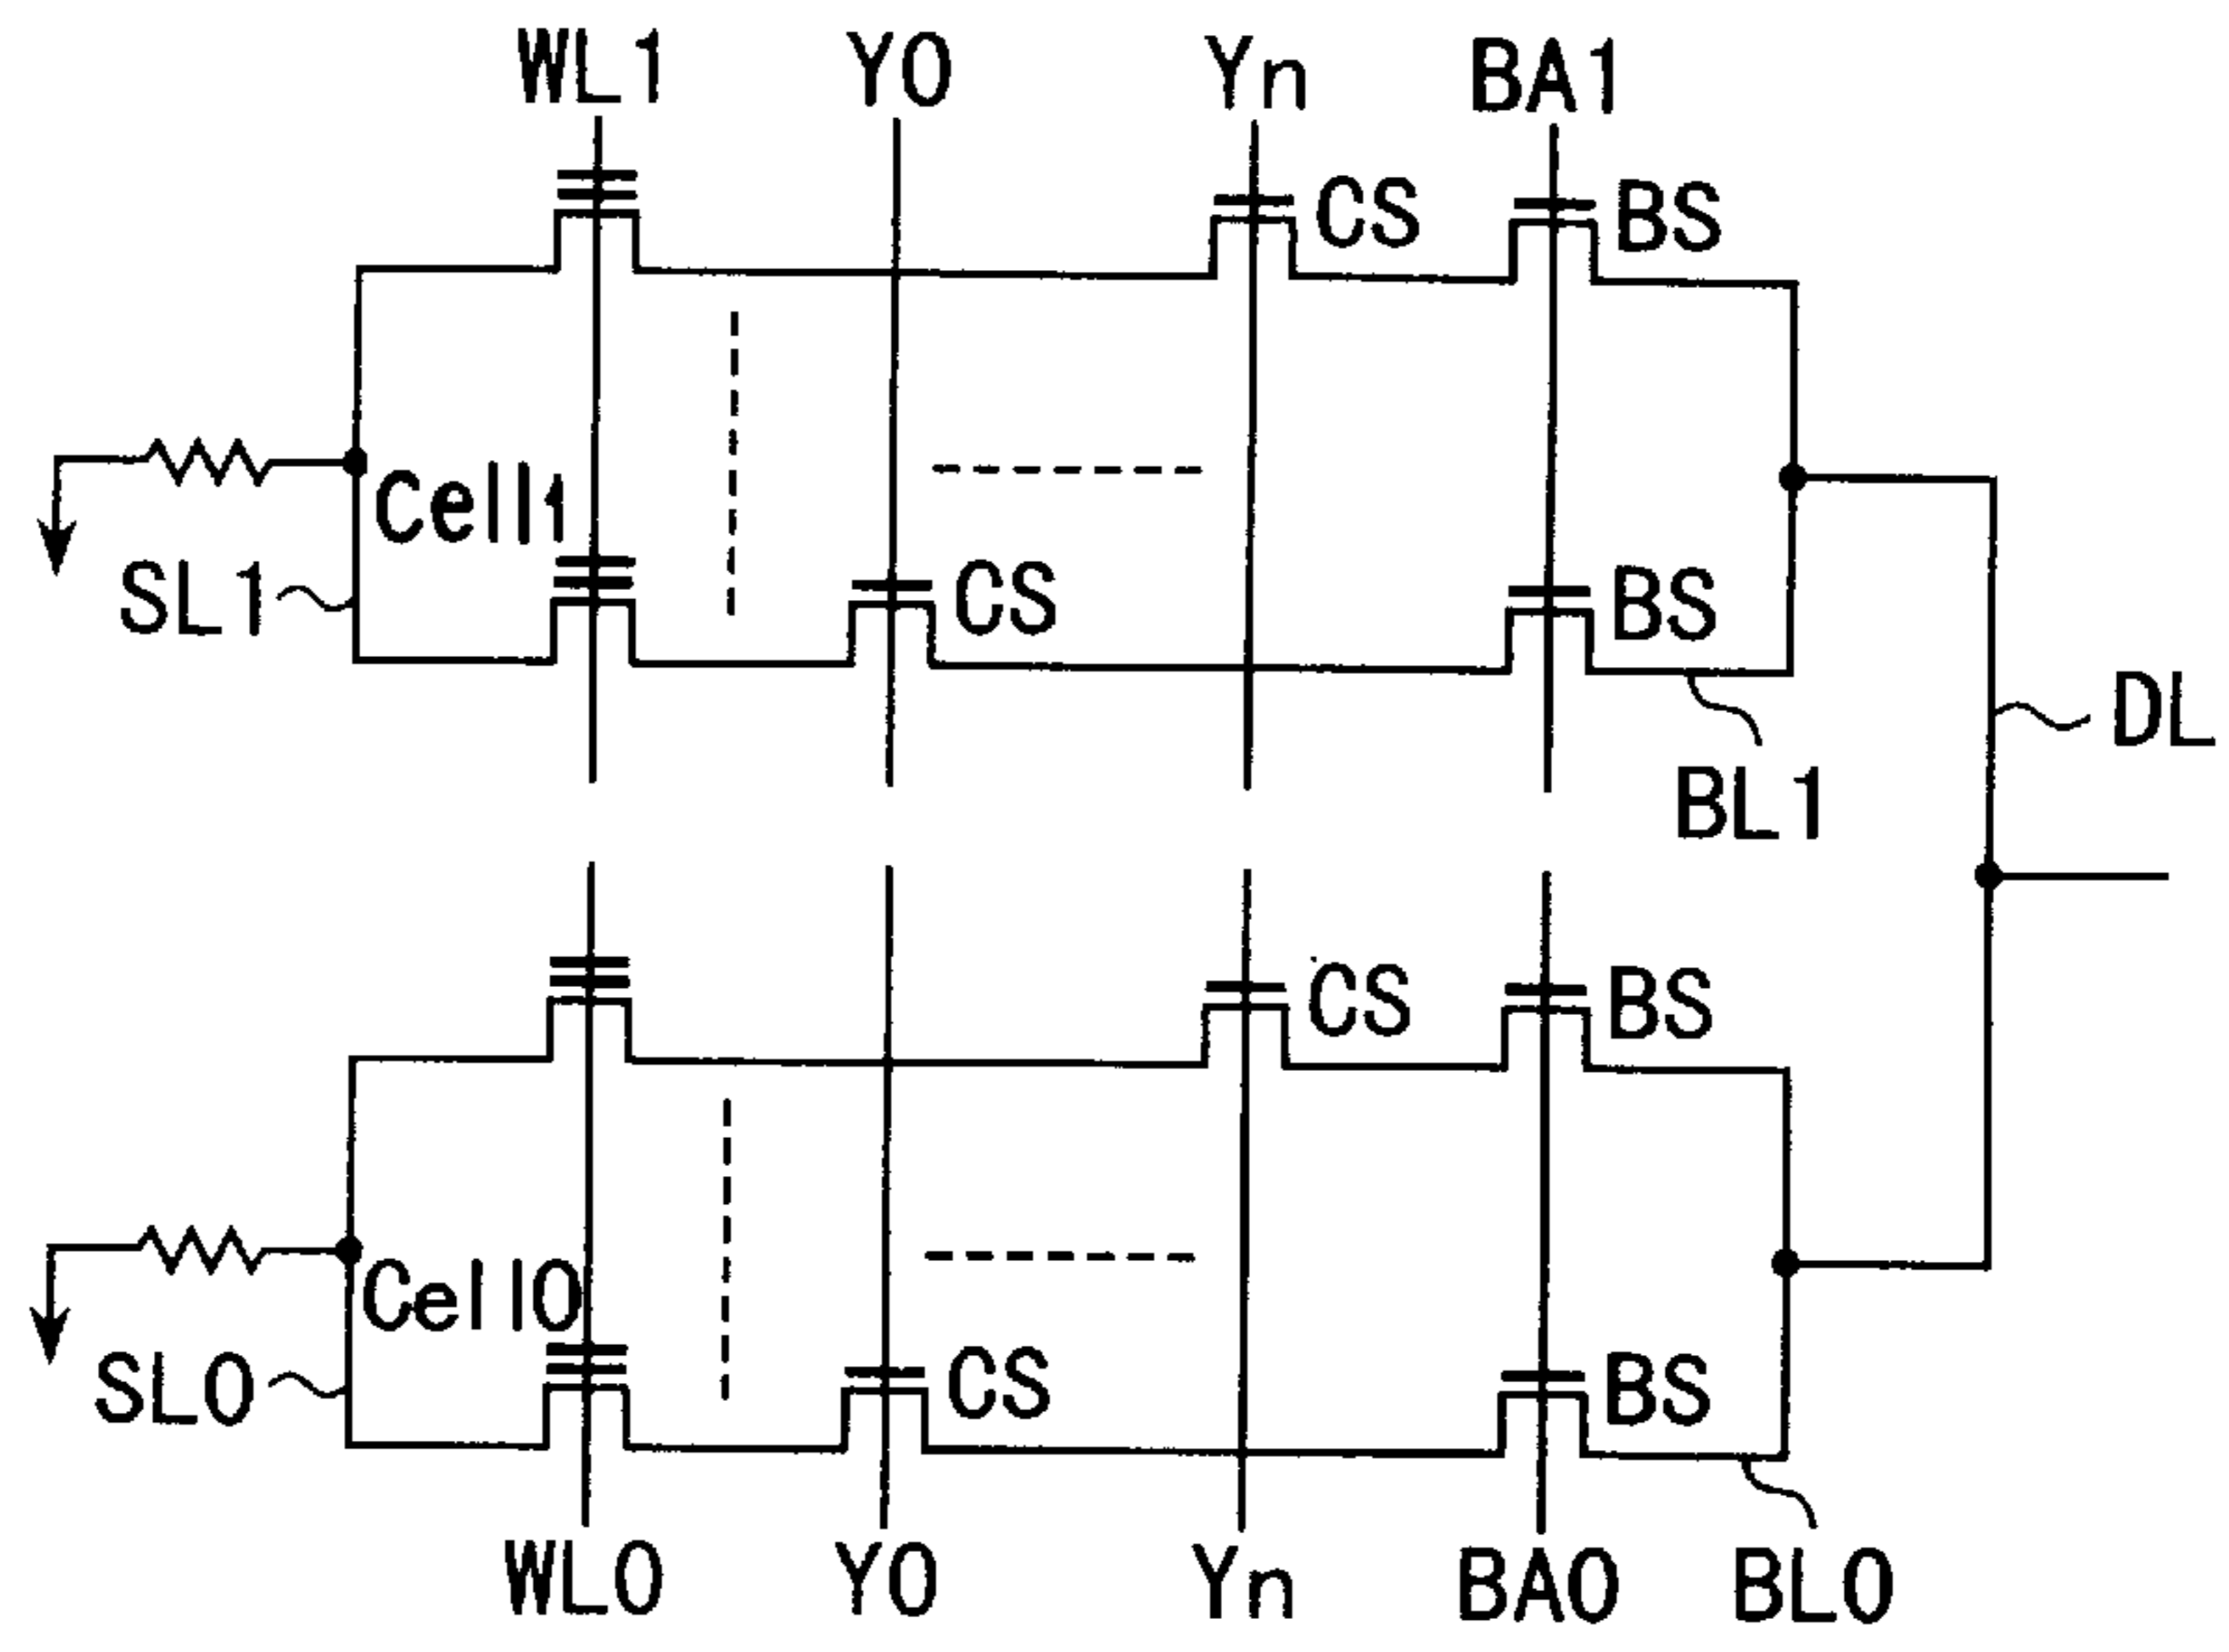 WL1 Y0 Yn BA1
CS BS
Cell1
SL1 CS BS
DL
BL1
CS BS
Cell0
SL0 CS BS
WL0 Y0 Yn BA0 BL0